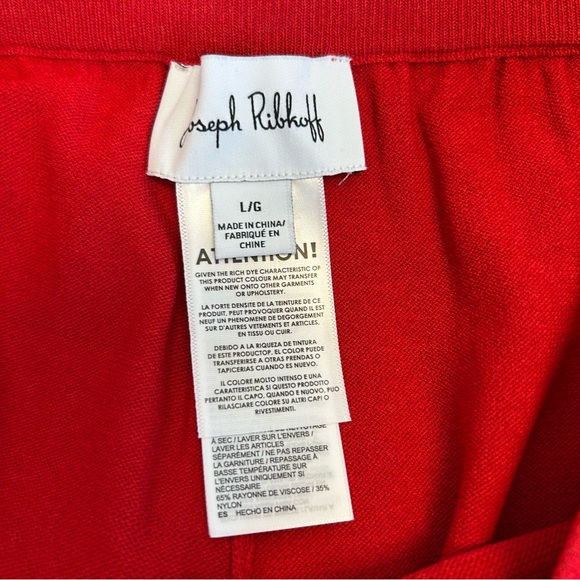 Joseph Ribkoff
L/G
MADE IN CHINA/
FABRIQUÉ EN
CHINE
ATTENTION!
GIVEN THE RICH DYE CHARACTERISTIC OF
THIS PRODUCT COLOUR MAY TRANSFER
WHEN NEW ONTO OTHER GARMENTS
OR UPHOLSTERY.
LA FORTE DENSITE DE LA TEINTURE DE CE
PRODUIT, PEUT PROVOQUER QUAND IL EST
NEUF UN PHENOMENE DE DEGORGEMENT
SUR D'AUTRES VETEMENTS ET ARTICLES.
EN TISSU OU CUIR.
DEBIDO A LA RIQUEZA DE TINTURA
DE ESTE PRODUCTOP, EL COLOR PUEDE
TRANSFERIRSE A OTRAS PRENDAS O
TAPICERIAS CUANDO ES NUEVO.
IL COLORE MOLTO INTENSO E UNA
CARATTERISTICA SI QUESTO PRODOTTO
PERTANTO IL CAPO, QUANDO E NUOVO, PUO
RILASCIARE COLORE SU ALTRI CAPI O
RIVESTIMENTI.
NETTOYAGE
À SEC / LAVER SUR L'ENVERS /
LAVER LES ARTICLES
SÉPARÉMENT / NE PAS REPASSER
LA GARNITURE / REPASSAGE À
BASSE TEMPÉRATURE SUR
L'ENVERS UNIQUEMENT SI
NÉCESSAIRE
65% RAYONNE DE VISCOSE / 35%
NYLON
ES HECHO EN CHINA